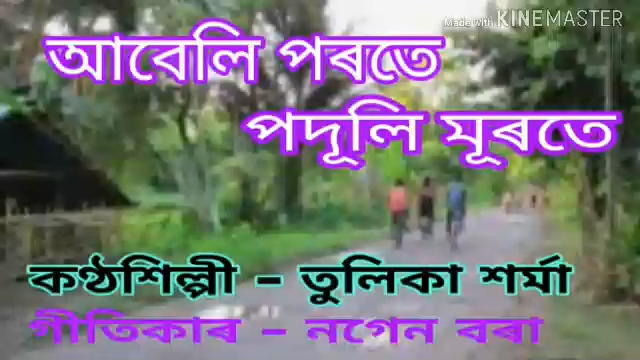 Made with KINEMASTER
আবেলি পৰতে
পদূলি মূৰতে
কণ্ঠশিল্পী - তুলিকা শৰ্মা
গীতিকাৰ - নগেন বৰা